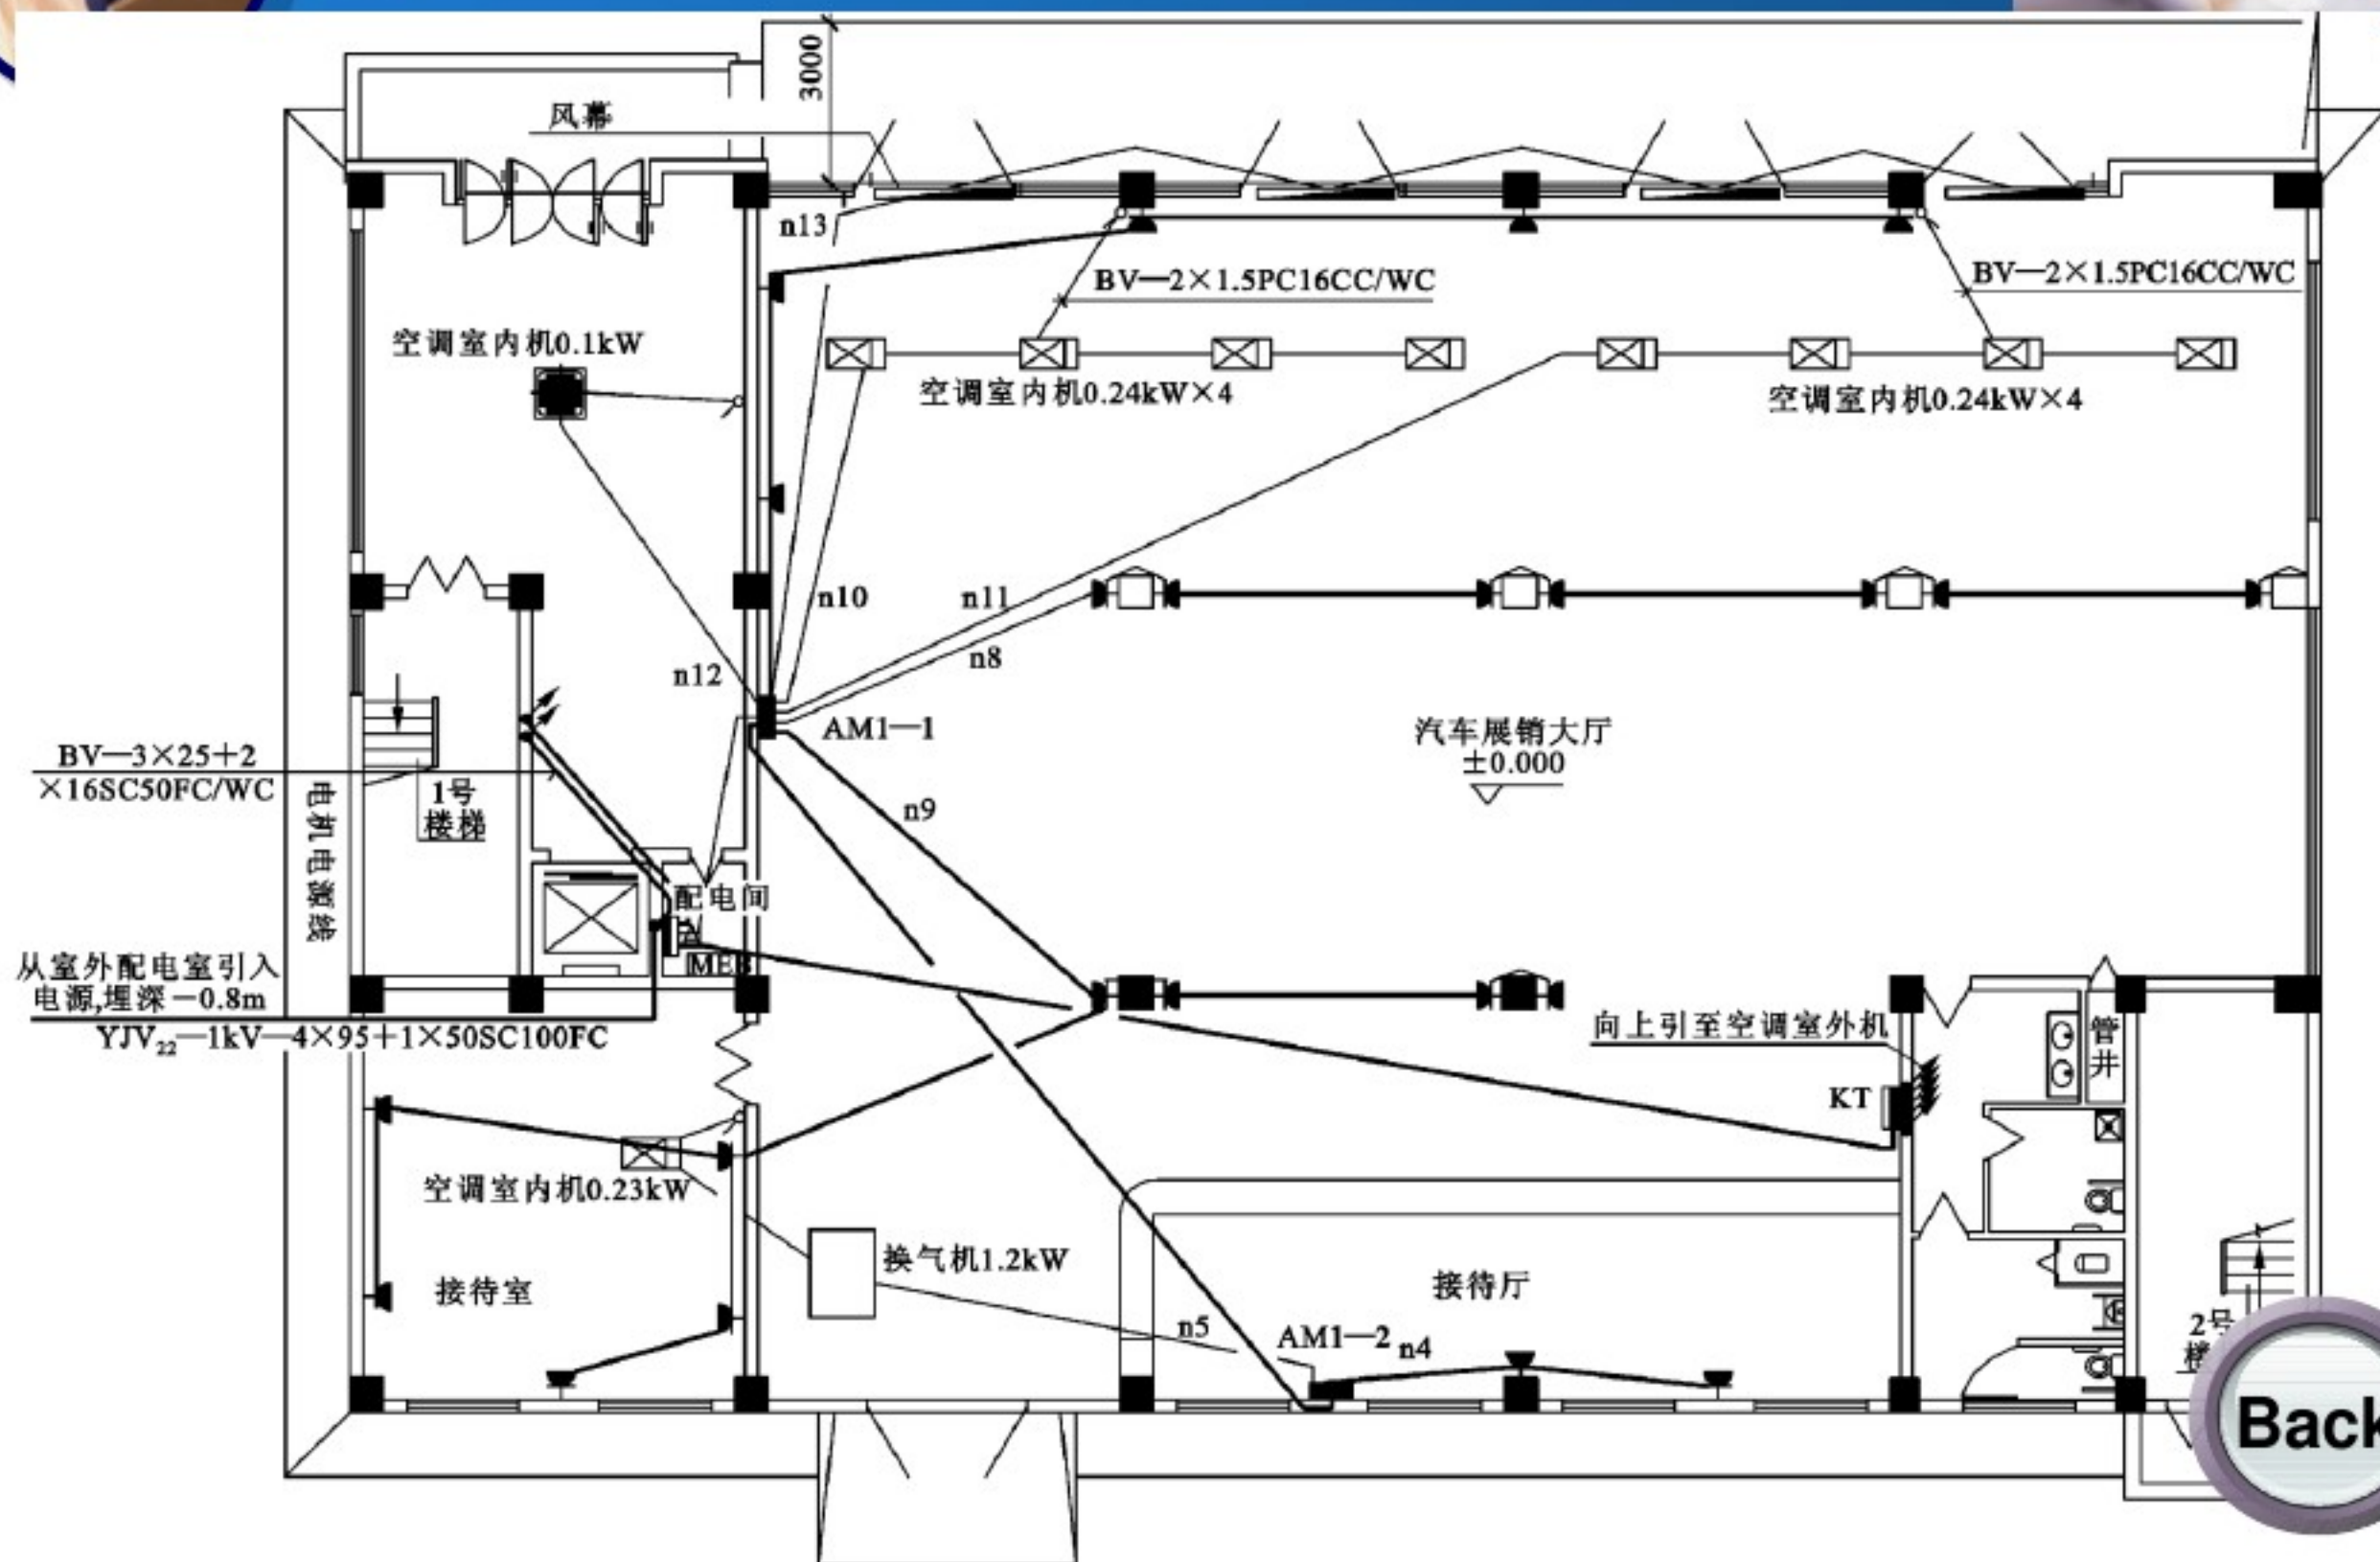 3000
风幕
n13
BV—2×1.5PC16CC/WC
BV—2×1.5PC16CC/WC
空调室内机0.1kW
空调室内机0.24kW×4
空调室内机0.24kW×4
n10
n11
n8
n12
AM1—1
汽车展销大厅
±0.000
BV—3×25+2
×16SC50FC/WC
1号
楼梯
电机电源线
n9
配电间
MEB
从室外配电室引入
电源,埋深-0.8m
YJV22—1kV—4×95+1×50SC100FC
向上引至空调室外机
管井
KT
空调室内机0.23kW
换气机1.2kW
接待室
接待厅
n5
AM1—2
n4
2号
Back